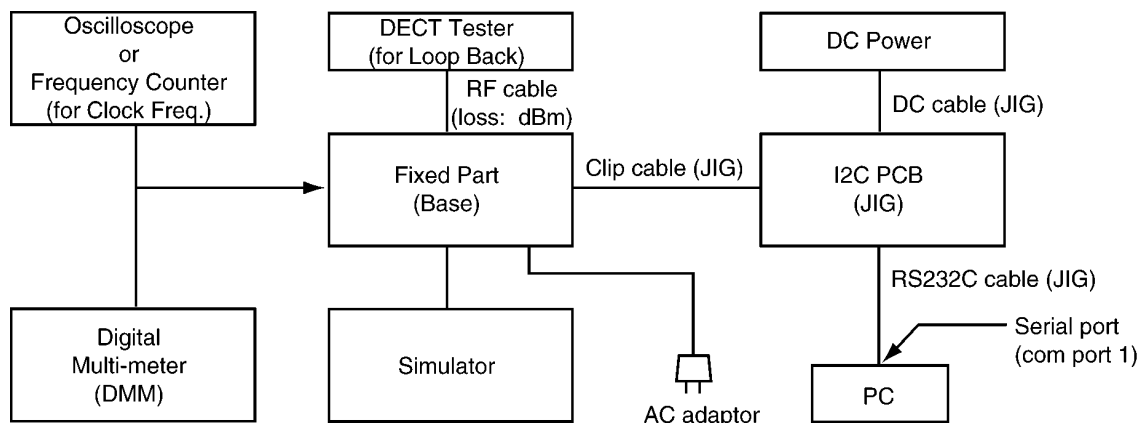 Oscilloscope
or
Frequency Counter
(for Clock Freq.)
DECT Tester
(for Loop Back)
DC Power
RF cable
(loss: dBm)
DC cable (JIG)
Fixed Part
(Base)
Clip cable (JIG)
I2C PCB
(JIG)
RS232C cable (JIG)
Digital
Multi-meter
(DMM)
Simulator
AC adaptor
Serial port
(com port 1)
PC